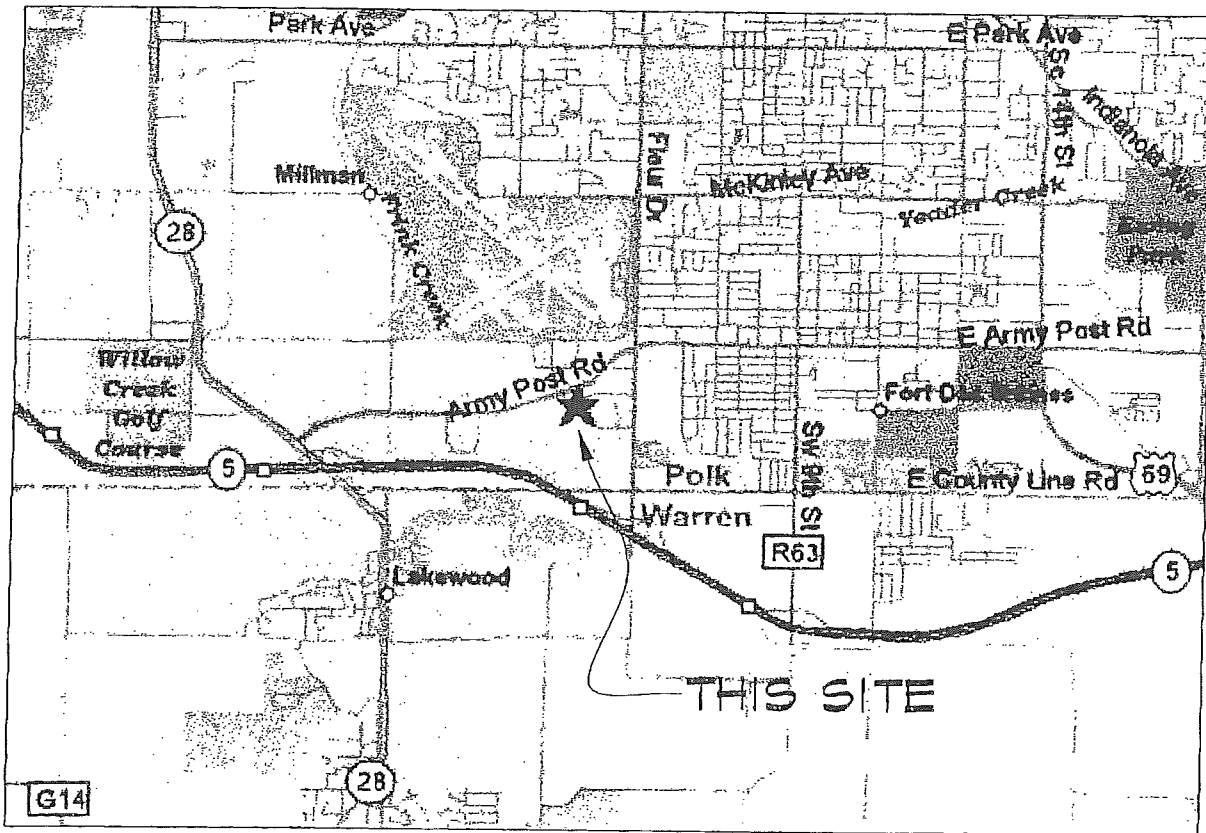 Park Ave
E Park Ave
SE 14th St
Indianola
Fleur Dr
Millman
McKinley Ave
Yeader Creek
Frink Creek
28
Park
E Army Post Rd
Willow
Creek
Golf
Course
Army Post Rd
Fort Des Moines
5
Polk
SW 9th St
E County Line Rd
69
Warren
R63
5
Lakewood
THIS SITE
28
G14